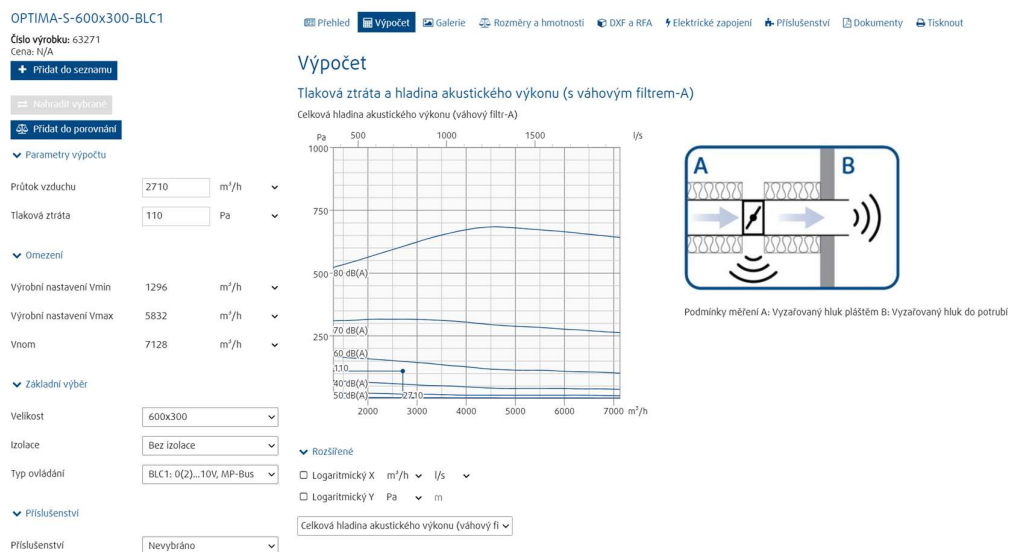 OPTIMA-S-600x300-BLC1
Číslo výrobku: 63271
Cena: N/A
Přidat do seznamu
Nahradit vybrané
Přidat do porovnání
Parametry výpočtu
Průtok vzduchu 2710 m³/h
Tlaková ztráta 110 Pa
Omezení
Výrobní nastavení Vmin 1296 m³/h
Výrobní nastavení Vmax 5832 m³/h
Vnom 7128 m³/h
Základní výběr
Velikost 600x300
Izolace Bez izolace
Typ ovládání BLC1: 0(2)...10V, MP-Bus
Příslušenství
Příslušenství Nevybráno
Přehled Výpočet Galerie Rozměry a hmotnosti DXF a RFA Elektrické zapojení Příslušenství Dokumenty Tisknout
Výpočet
Tlaková ztráta a hladina akustického výkonu (s váhovým filtrem-A)
Celková hladina akustického výkonu (váhový filtr-A)
Pa 500 1000 1500 l/s
1000
750
500 80 dB(A)
70 dB(A)
250
60 dB(A)
110
40 dB(A)
50 dB(A) 2710
2000 3000 4000 5000 6000 7000 m³/h
A B
Podmínky měření A: Vyzařovaný hluk pláštěm B: Vyzařovaný hluk do potrubí
Rozšířené
Logaritmický X m³/h l/s
Logaritmický Y Pa m
Celková hladina akustického výkonu (váhový fi